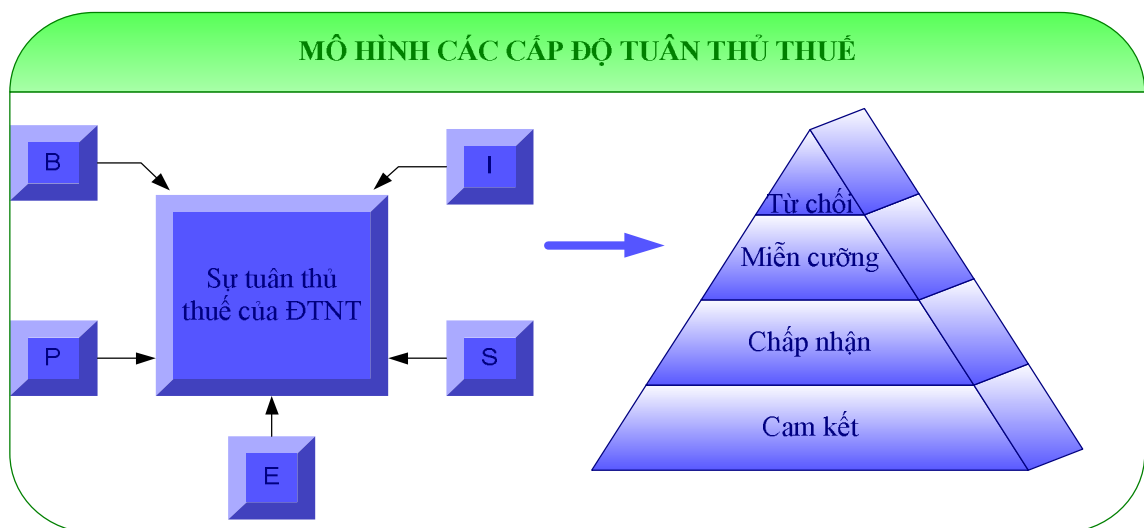 MÔ HÌNH CÁC CẤP ĐỘ TUÂN THỦ THUẾ
B
I
Sự tuân thủ
thuế của ĐTNT
P
S
E
Từ chối
Miễn cưỡng
Chấp nhận
Cam kết